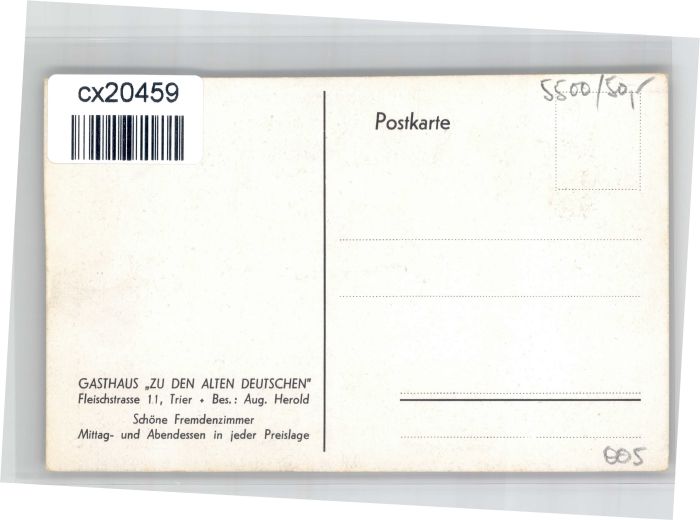 cx20459
5500/50,-
Postkarte
GASTHAUS „ZU DEN ALTEN DEUTSCHEN"
Fleischstrasse 11, Trier • Bes.: Aug. Herold
Schöne Fremdenzimmer
Mittag- und Abendessen in jeder Preislage